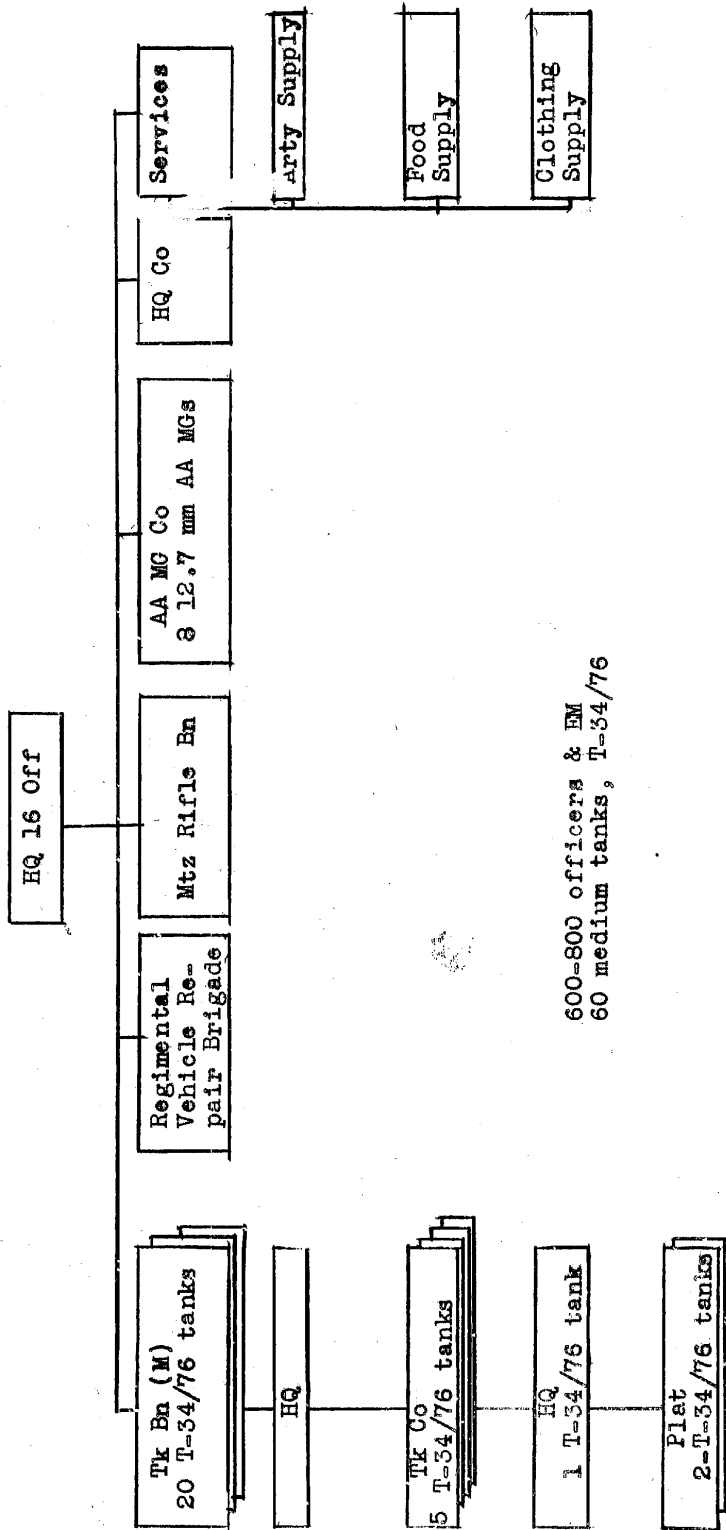 HQ 16 Off
Tk Bn (M)
20 T-34/76 tanks
Regimental
Vehicle Re-
pair Brigade
Mtz Rifle Bn
AA MG Co
@ 12.7 mm AA MGs
HQ Co
Services
HQ
Arty Supply
Tk Co
5 T-34/76 tanks
Food
Supply
HQ
1 T-34/76 tank
Clothing
Supply
Plat
2-T-34/76 tanks
600-800 officers & EM
60 medium tanks, T-34/76